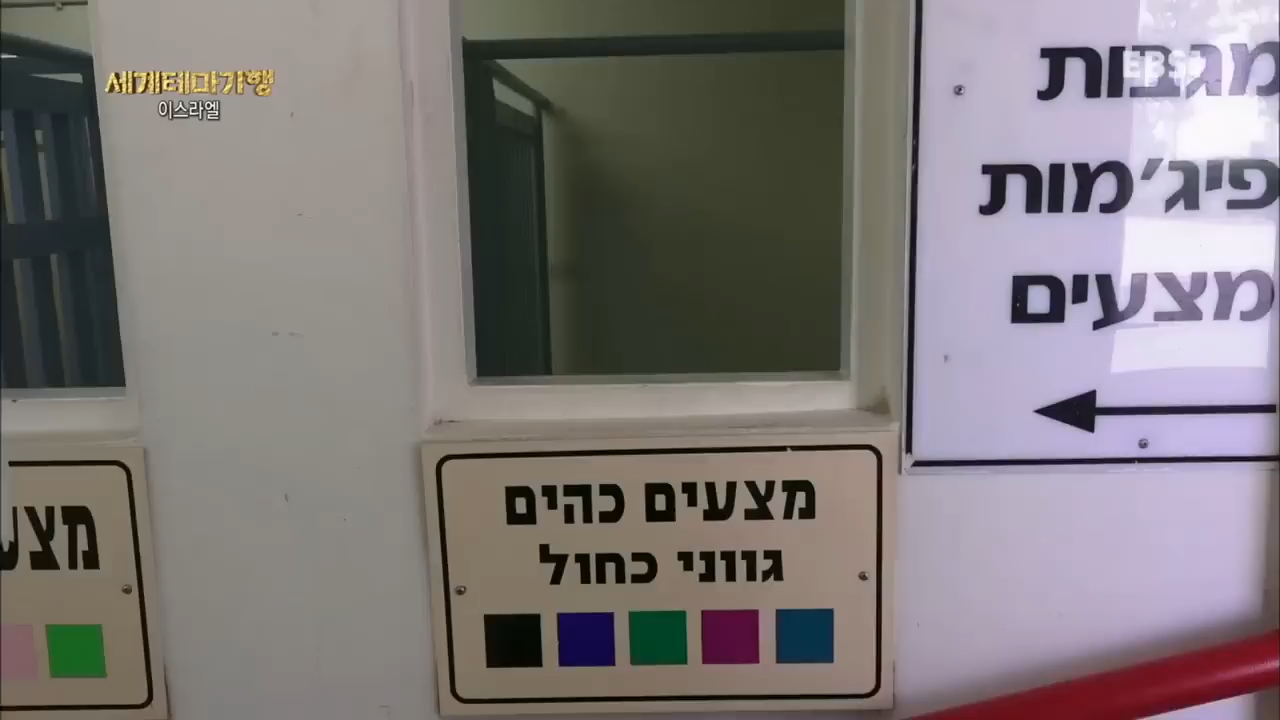 세계테마기행
이스라엘
EBS
מגבות
פיג'מות
מצעים
מצעים כהים
גווני כחול